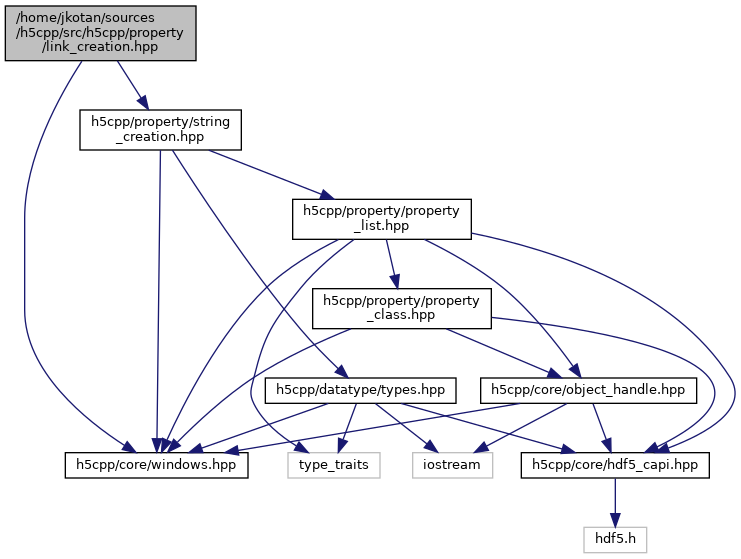 /home/jkotan/sources
/h5cpp/src/h5cpp/property
/link_creation.hpp
h5cpp/property/string
_creation.hpp
h5cpp/property/property
_list.hpp
h5cpp/property/property
_class.hpp
h5cpp/datatype/types.hpp
h5cpp/core/object_handle.hpp
h5cpp/core/windows.hpp
type_traits
iostream
h5cpp/core/hdf5_capi.hpp
hdf5.h